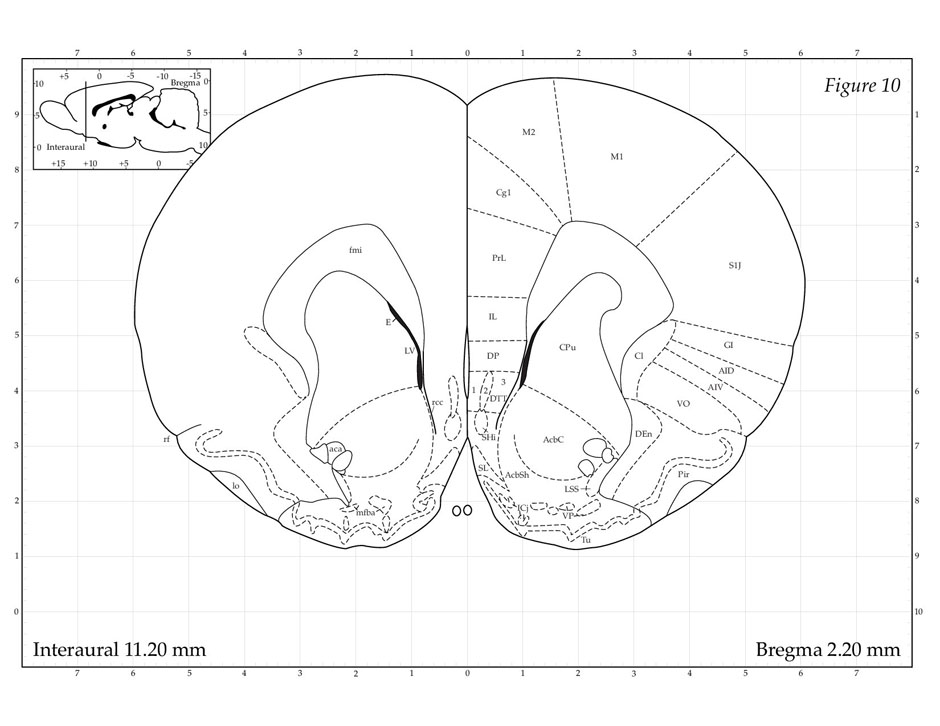 7 6 5 4 3 2 1 0 1 2 3 4 5 6 7
+5 0 -5 -10 -15
Bregma 0
10
5 5
0 Interaural 10
+15 +10 +5 0 -5
Figure 10
9 1
8 2
7 3
6 4
5 5
4 6
3 7
2 8
1 9
0 10
M2
M1
Cg1
fmi
PrL
S1J
IL
E
GI
LV
CPu
DP
Cl
AID
3
AIV
1 2
rcc
DTT
VO
rf
SHi
AcbC
DEn
aca
SL
AcbSh
Pir
lo
LSS
ICj
mfba
VP
Tu
Interaural 11.20 mm
Bregma 2.20 mm
7 6 5 4 3 2 1 0 1 2 3 4 5 6 7